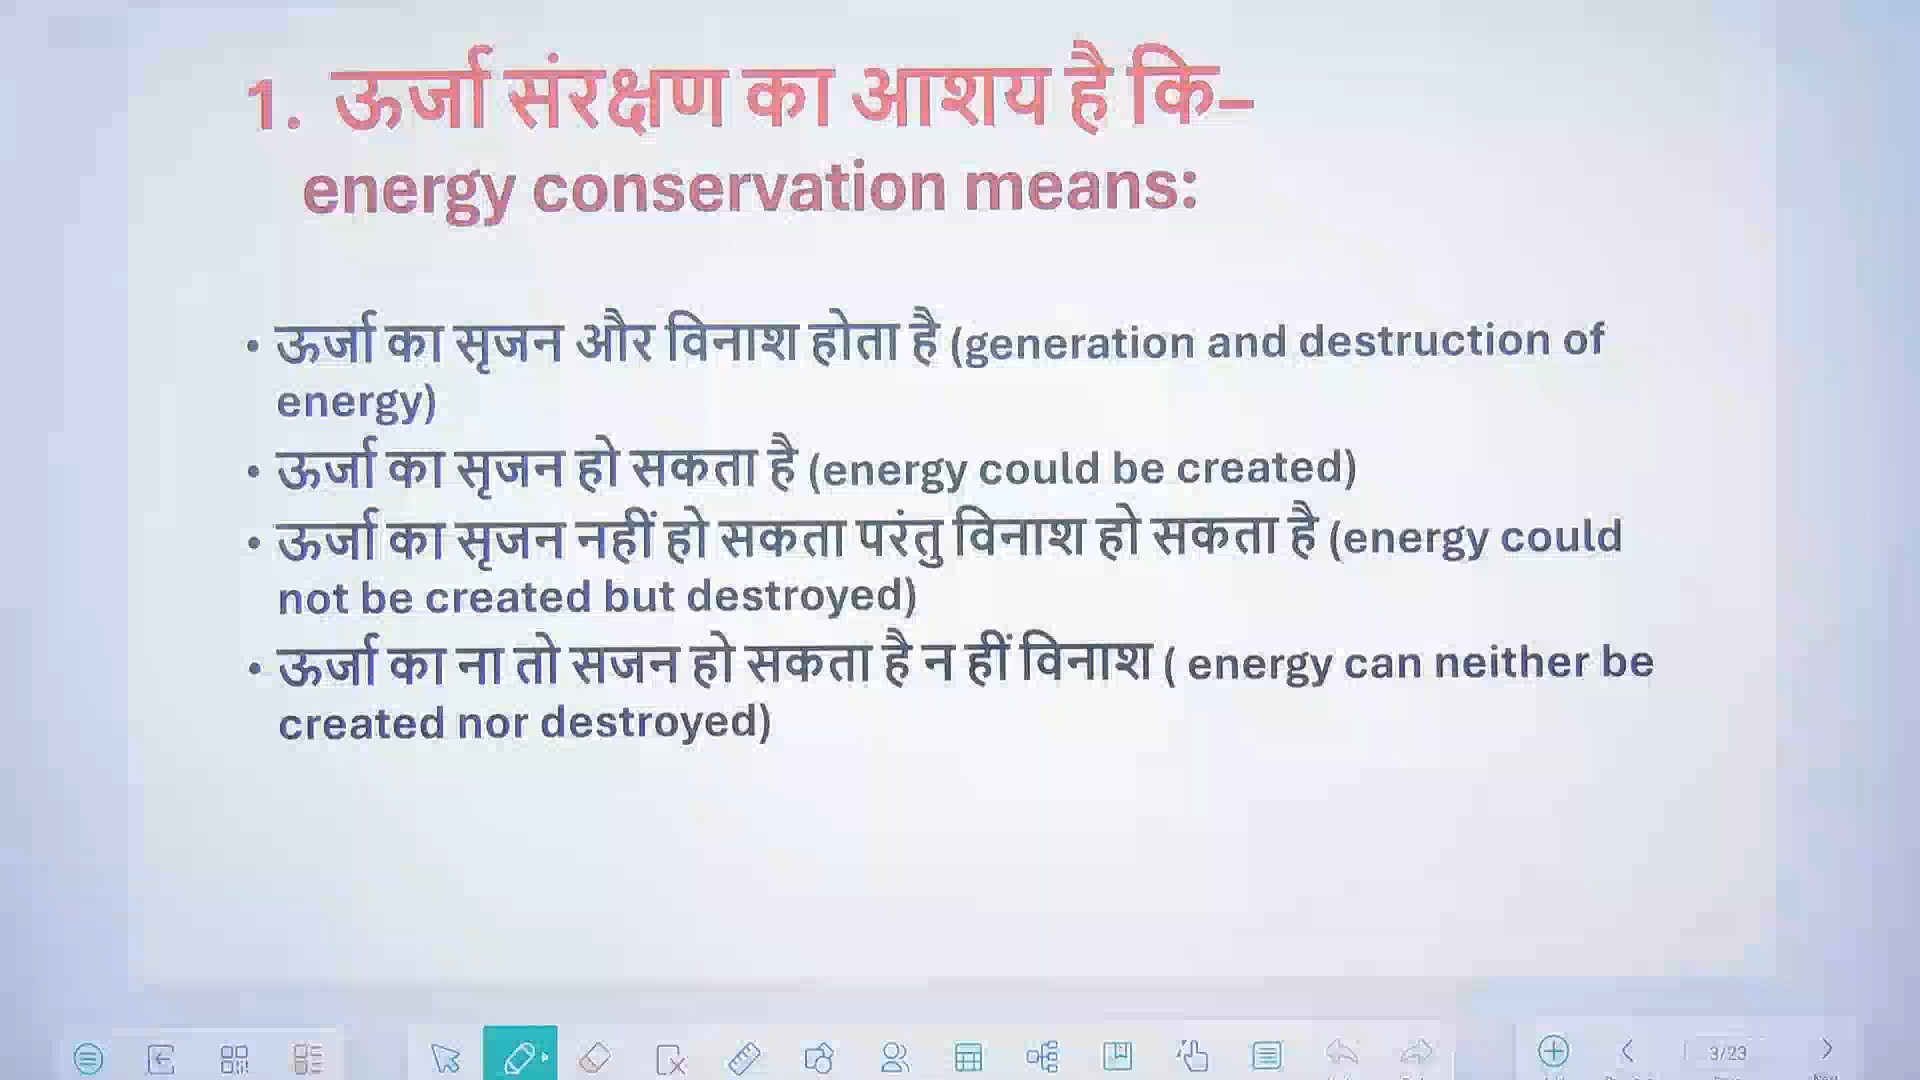 1. ऊर्जा संरक्षण का आशय है कि–
energy conservation means:
• ऊर्जा का सृजन और विनाश होता है (generation and destruction of
energy)
• ऊर्जा का सृजन हो सकता है (energy could be created)
• ऊर्जा का सृजन नहीं हो सकता परंतु विनाश हो सकता है (energy could
not be created but destroyed)
• ऊर्जा का ना तो सजन हो सकता है न हीं विनाश ( energy can neither be
created nor destroyed)
3/23